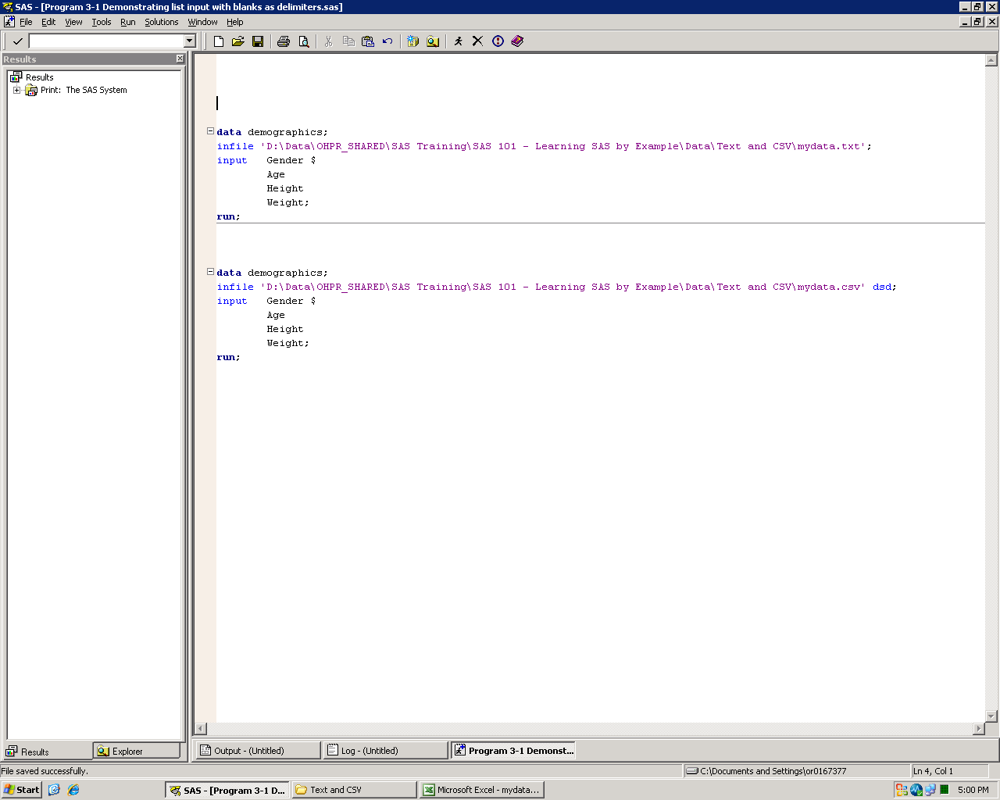 SAS - [Program 3-1 Demonstrating list input with blanks as delimiters.sas]
File Edit View Tools Run Solutions Window Help
Results
Results
Print: The SAS System
data demographics;
infile 'D:\Data\OHPR_SHARED\SAS Training\SAS 101 - Learning SAS by Example\Data\Text and CSV\mydata.txt';
input Gender $
Age
Height
Weight;
run;
data demographics;
infile 'D:\Data\OHPR_SHARED\SAS Training\SAS 101 - Learning SAS by Example\Data\Text and CSV\mydata.csv' dsd;
input Gender $
Age
Height
Weight;
run;
Results Explorer
Output - (Untitled) Log - (Untitled) Program 3-1 Demonst...
File saved successfully. C:\Documents and Settings\or0167377 Ln 4, Col 1
Start SAS - [Program 3-1 D... Text and CSV Microsoft Excel - mydata... 5:00 PM